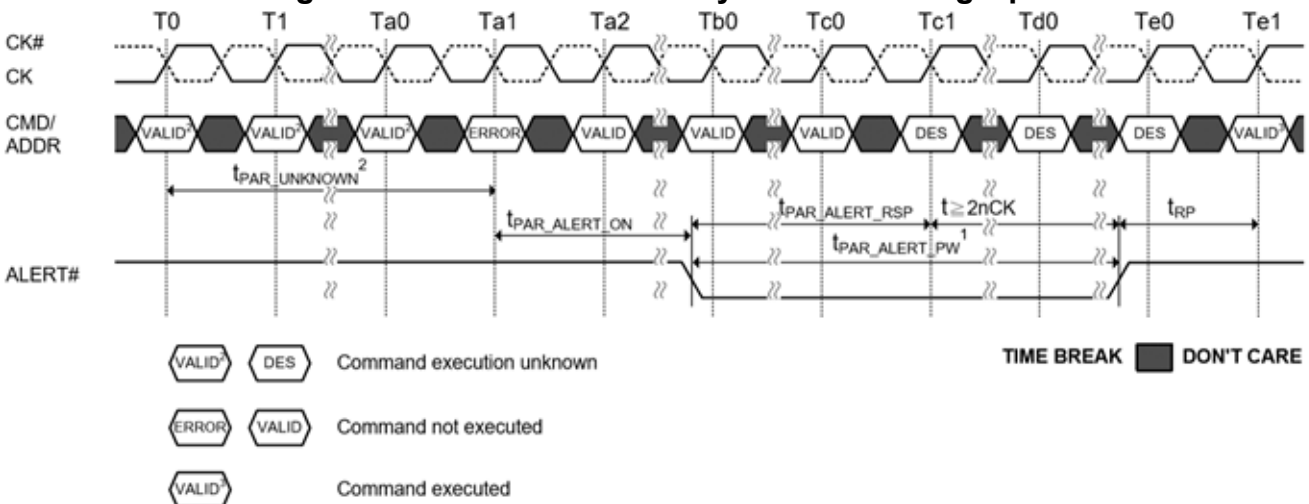 T0 T1 Ta0 Ta1 Ta2 Tb0 Tc0 Tc1 Td0 Te0 Te1
CK#
CK
CMD/
ADDR
VALID² VALID² VALID² ERROR VALID VALID VALID DES DES DES VALID³
tPAR_UNKNOWN²
tPAR_ALERT_ON tPAR_ALERT_RSP t≧2nCK tRP
tPAR_ALERT_PW¹
ALERT#
VALID² DES Command execution unknown
TIME BREAK DON'T CARE
ERROR VALID Command not executed
VALID³ Command executed